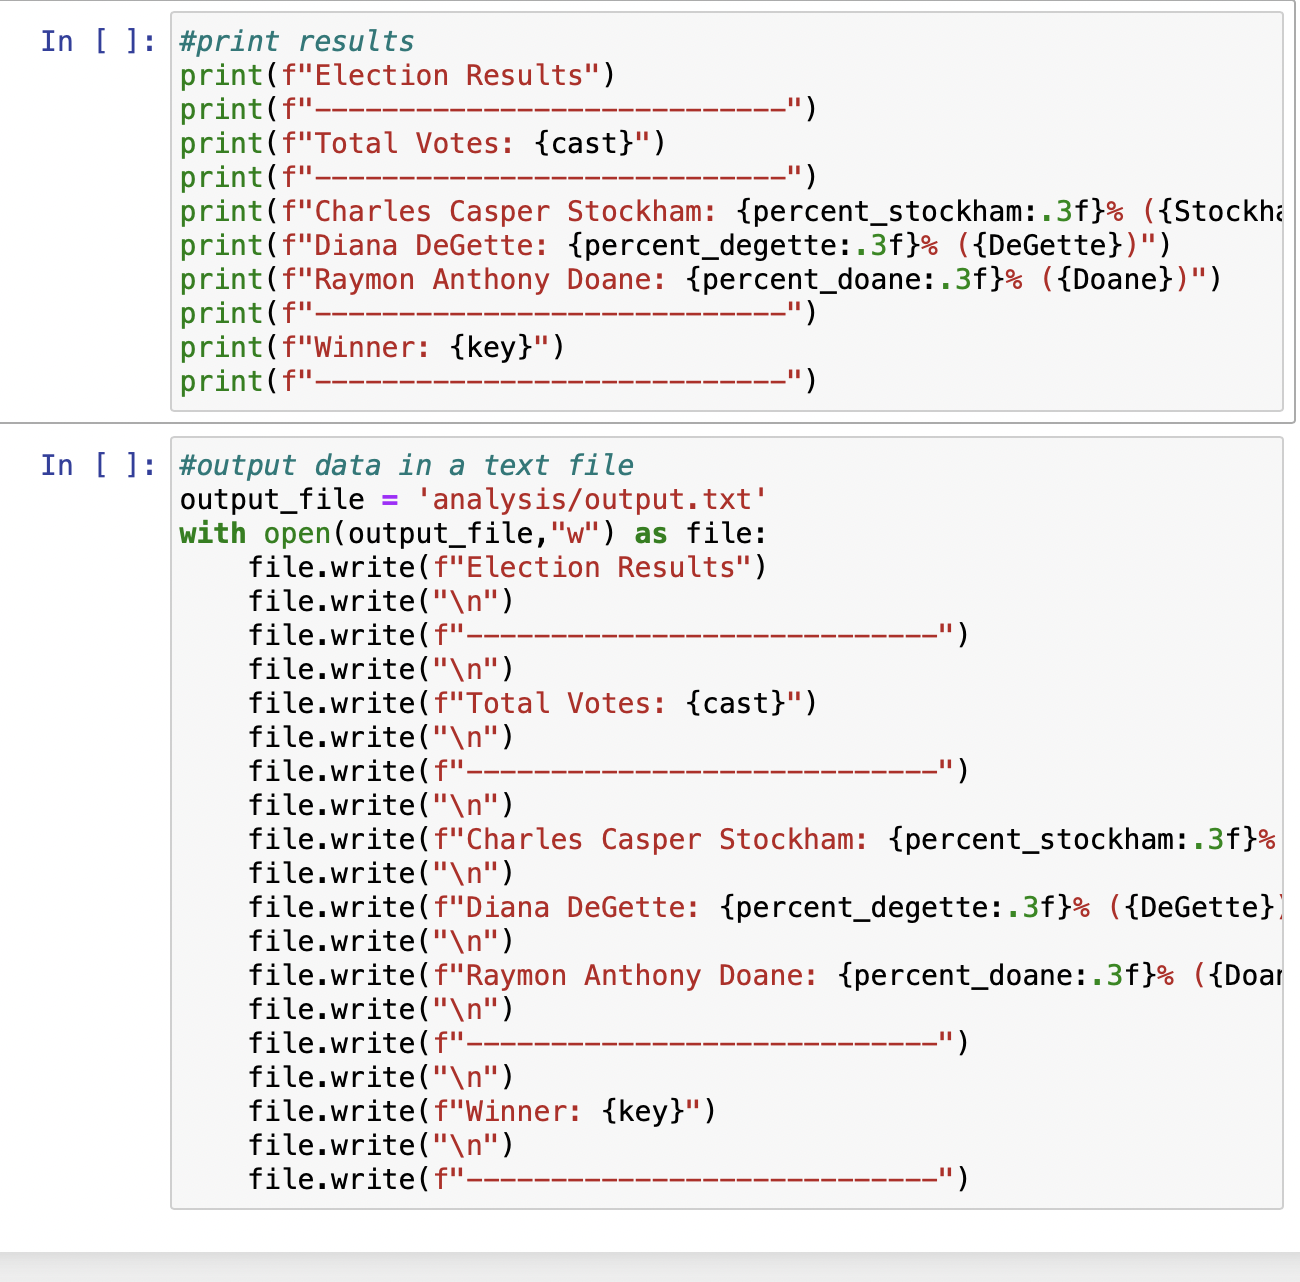 In [ ]: #print results
print(f"Election Results")
print(f"----------------------------")
print(f"Total Votes: {cast}")
print(f"----------------------------")
print(f"Charles Casper Stockham: {percent_stockham:.3f}% ({Stockha
print(f"Diana DeGette: {percent_degette:.3f}% ({DeGette})")
print(f"Raymon Anthony Doane: {percent_doane:.3f}% ({Doane})")
print(f"----------------------------")
print(f"Winner: {key}")
print(f"----------------------------")
In [ ]: #output data in a text file
output_file = 'analysis/output.txt'
with open(output_file,"w") as file:
    file.write(f"Election Results")
    file.write("\n")
    file.write(f"----------------------------")
    file.write("\n")
    file.write(f"Total Votes: {cast}")
    file.write("\n")
    file.write(f"----------------------------")
    file.write("\n")
    file.write(f"Charles Casper Stockham: {percent_stockham:.3f}%
    file.write("\n")
    file.write(f"Diana DeGette: {percent_degette:.3f}% ({DeGette})
    file.write("\n")
    file.write(f"Raymon Anthony Doane: {percent_doane:.3f}% ({Doan
    file.write("\n")
    file.write(f"----------------------------")
    file.write("\n")
    file.write(f"Winner: {key}")
    file.write("\n")
    file.write(f"----------------------------")